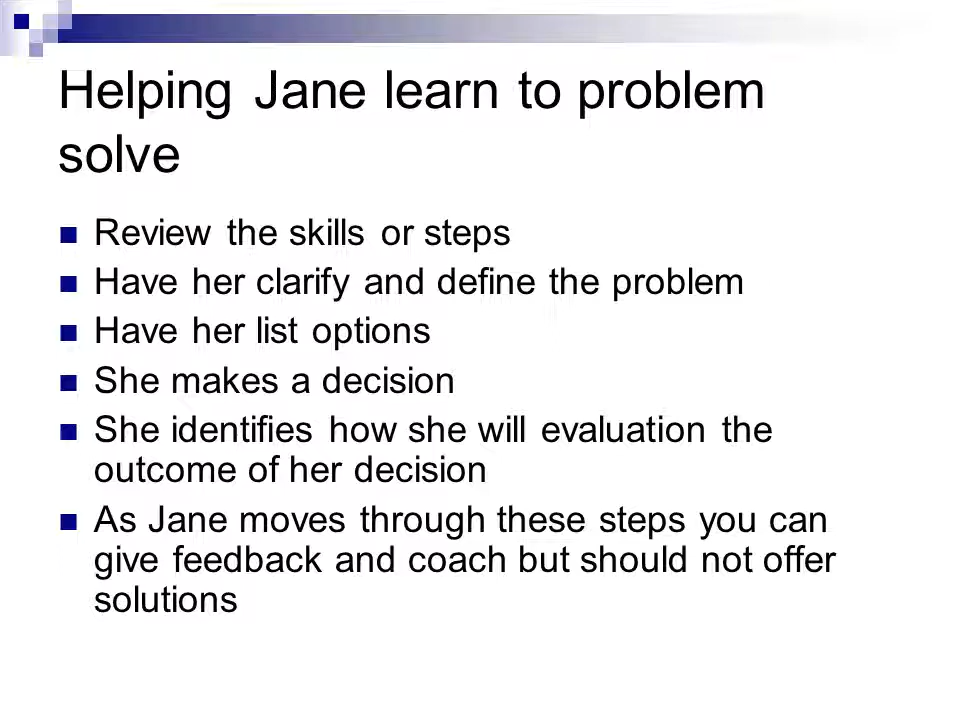 Helping Jane learn to problem
solve
Review the skills or steps
Have her clarify and define the problem
Have her list options
She makes a decision
She identifies how she will evaluation the
outcome of her decision
As Jane moves through these steps you can
give feedback and coach but should not offer
solutions